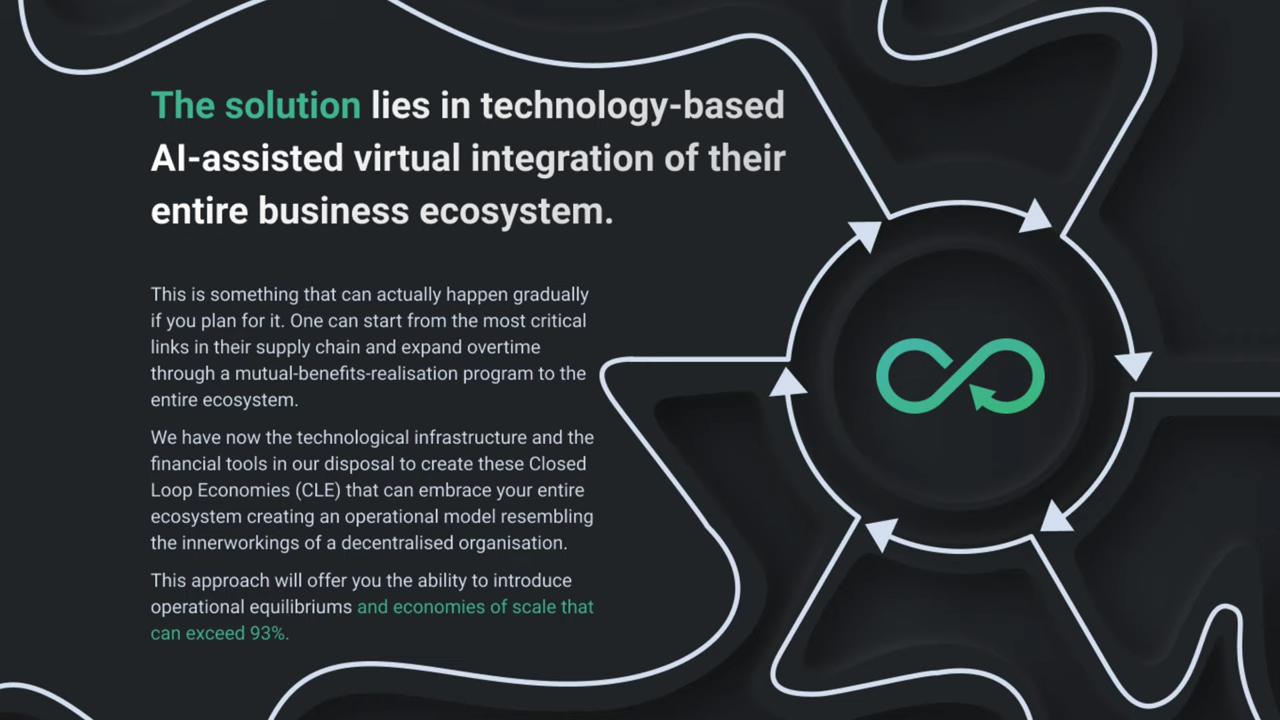 The solution lies in technology-based
AI-assisted virtual integration of their
entire business ecosystem.
This is something that can actually happen gradually
if you plan for it. One can start from the most critical
links in their supply chain and expand overtime
through a mutual-benefits-realisation program to the
entire ecosystem.
We have now the technological infrastructure and the
financial tools in our disposal to create these Closed
Loop Economies (CLE) that can embrace your entire
ecosystem creating an operational model resembling
the innerworkings of a decentralised organisation.
This approach will offer you the ability to introduce
operational equilibriums and economies of scale that
can exceed 93%.